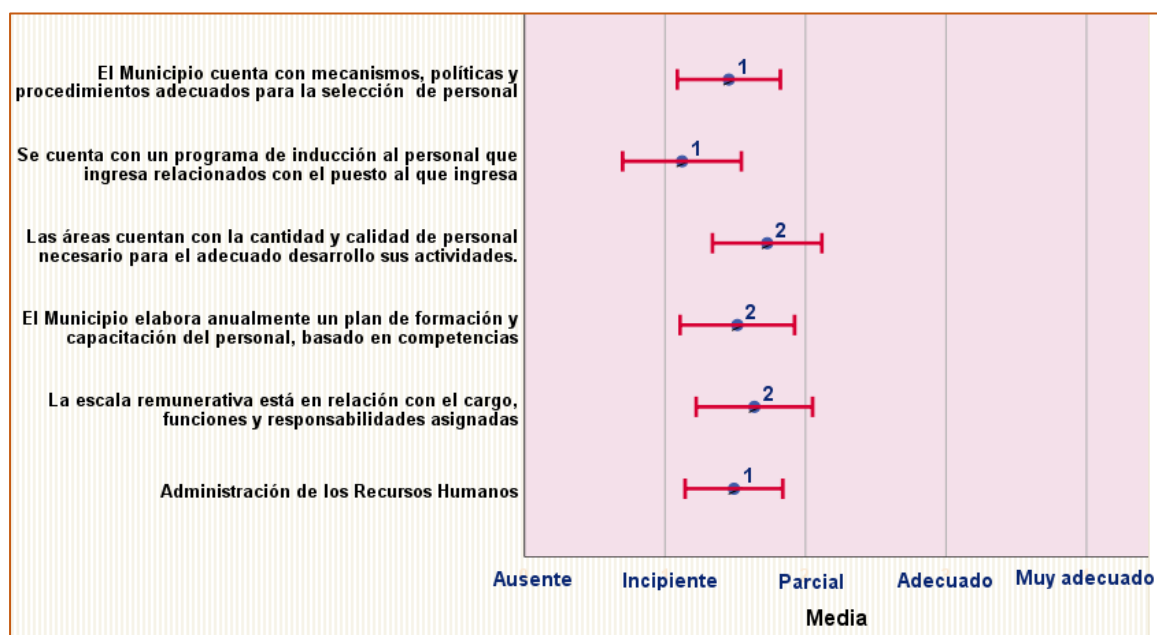 El Municipio cuenta con mecanismos, políticas y
procedimientos adecuados para la selección de personal
1
Se cuenta con un programa de inducción al personal que
ingresa relacionados con el puesto al que ingresa
1
Las áreas cuentan con la cantidad y calidad de personal
necesario para el adecuado desarrollo sus actividades.
2
El Municipio elabora anualmente un plan de formación y
capacitación del personal, basado en competencias
2
La escala remunerativa está en relación con el cargo,
funciones y responsabilidades asignadas
2
Administración de los Recursos Humanos
1
Ausente Incipiente Parcial Adecuado Muy adecuado
Media